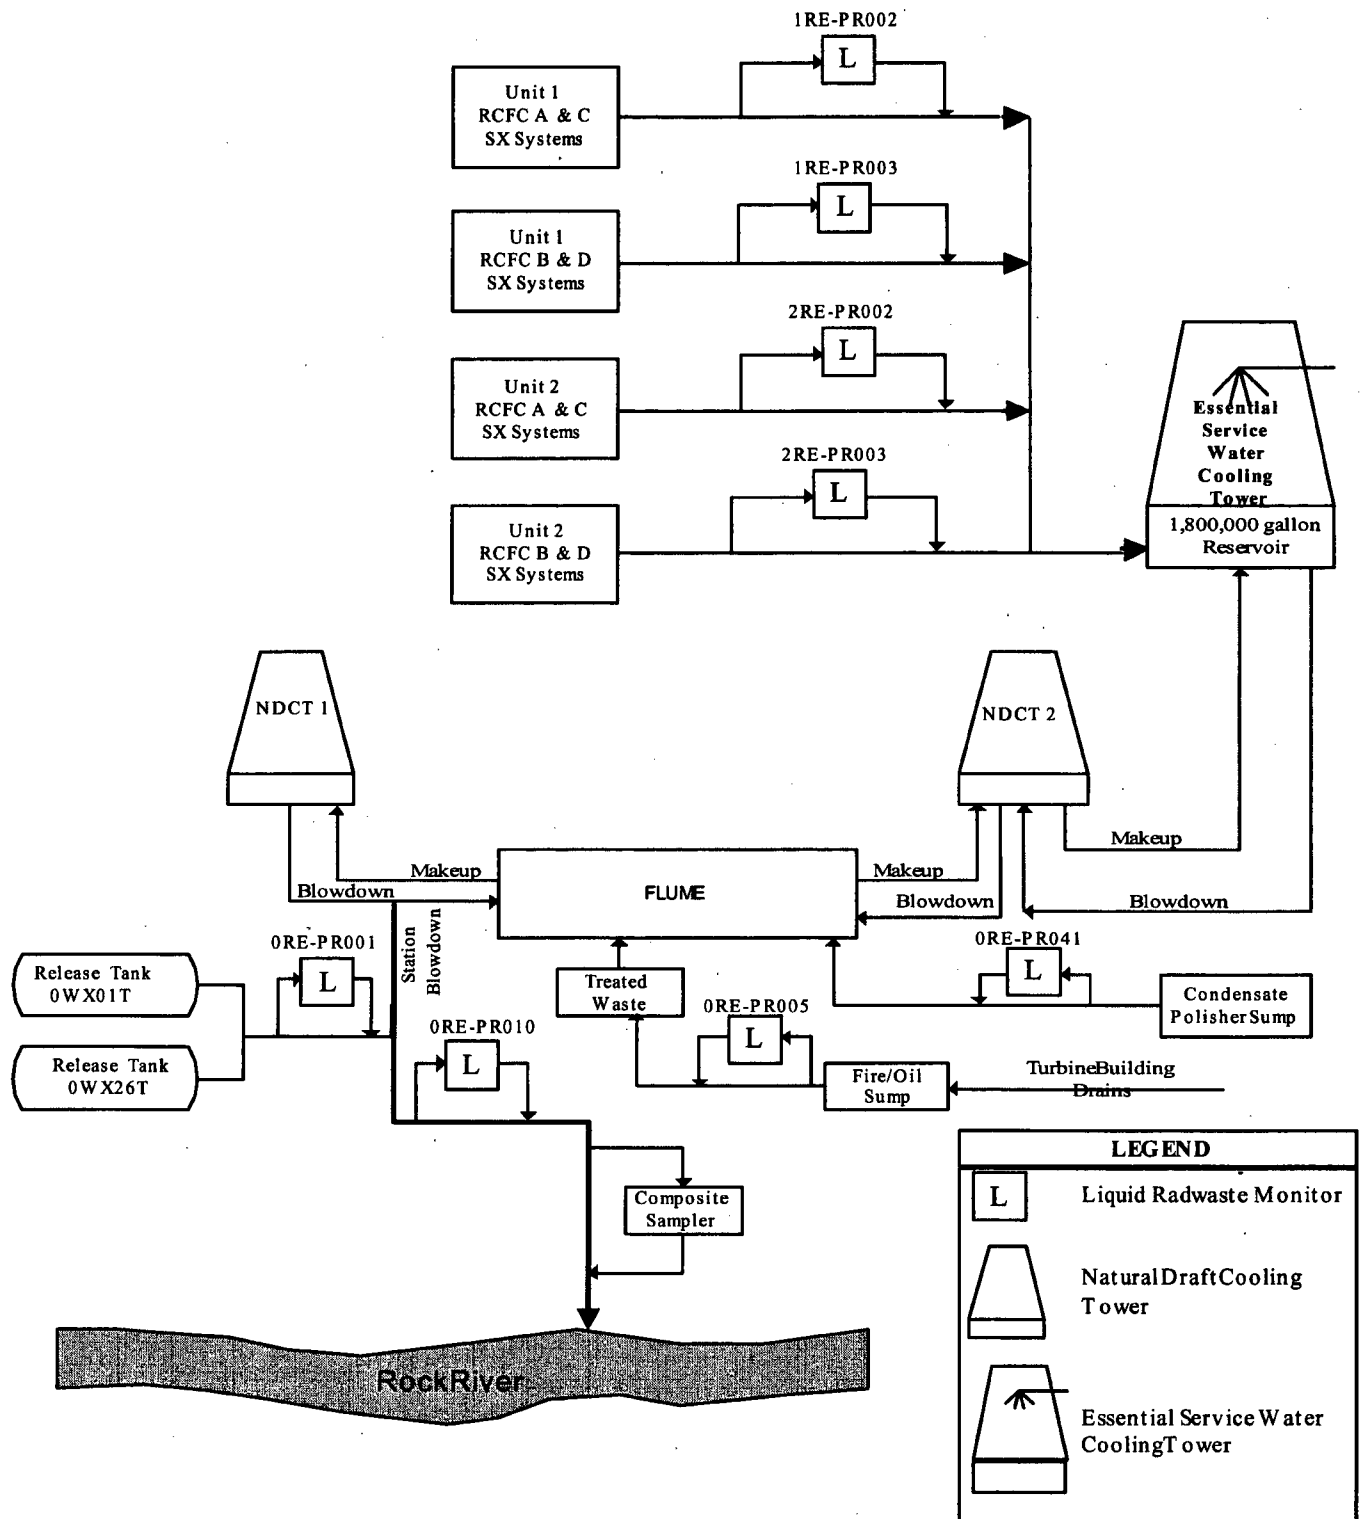 1RE-PR002
L
Unit 1
RCFC A & C
SX Systems
1RE-PR003
L
Unit 1
RCFC B & D
SX Systems
2RE-PR002
L
Unit 2
RCFC A & C
SX Systems
2RE-PR003
L
Unit 2
RCFC B & D
SX Systems
Essential
Service
Water
Cooling
Tower
1,800,000 gallon
Reservoir
NDCT 1
NDCT 2
Makeup
Blowdown
FLUME
Makeup
Blowdown
Makeup
Blowdown
Station
Blowdown
0RE-PR001
L
Release Tank
0WX01T
Release Tank
0WX26T
0RE-PR010
L
Treated
Waste
0RE-PR005
L
0RE-PR041
L
Condensate
Polisher Sump
Fire/Oil
Sump
Turbine Building
Drains
Composite
Sampler
Rock River
LEGEND
L
Liquid Radwaste Monitor
Natural Draft Cooling
Tower
Essential Service Water
Cooling Tower